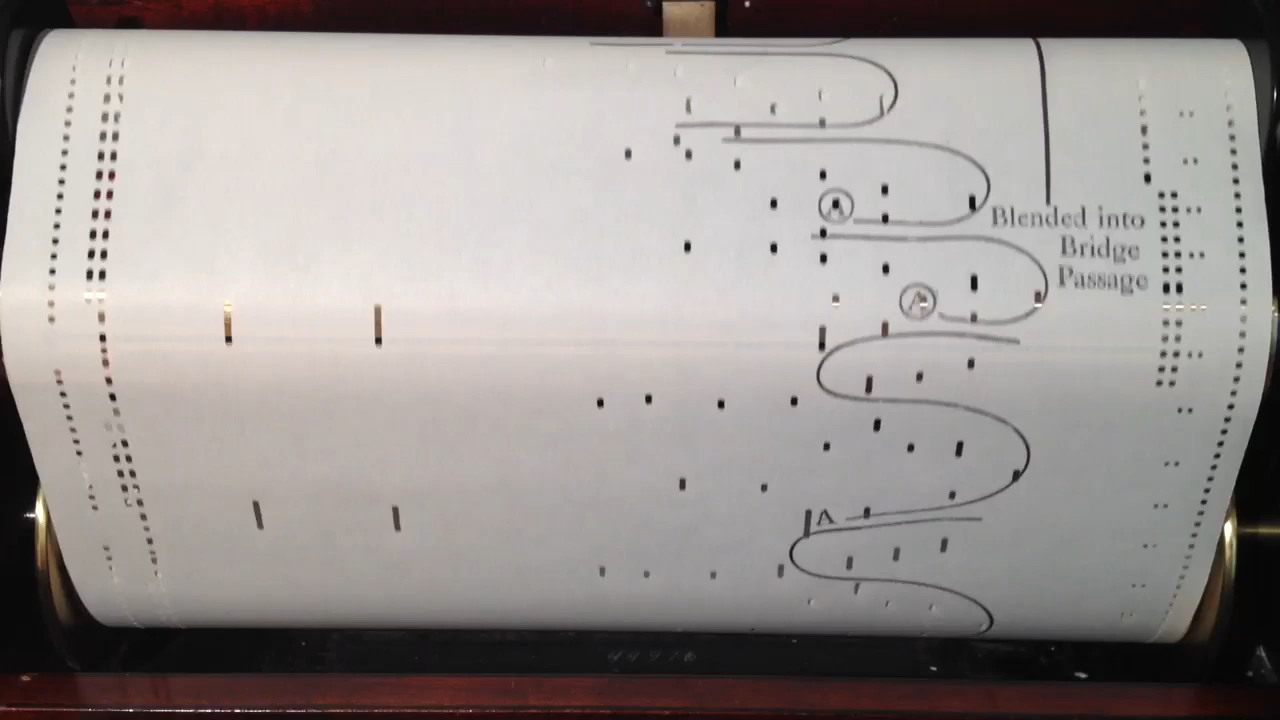 A
Blended into
Bridge
Passage
A
A